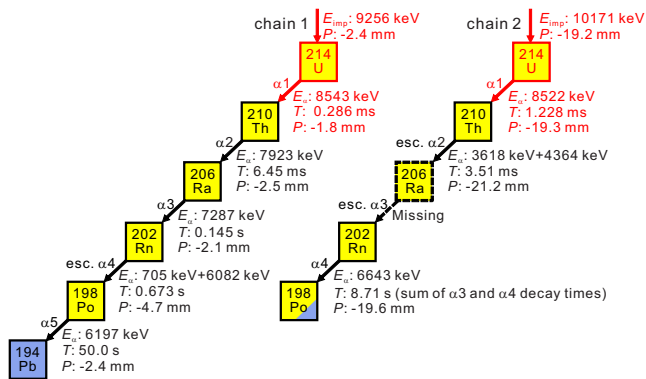 chain 1
E_imp: 9256 keV
P: -2.4 mm
214
U
α1
E_α: 8543 keV
T: 0.286 ms
P: -1.8 mm
210
Th
α2
E_α: 7923 keV
T: 6.45 ms
P: -2.5 mm
206
Ra
α3
E_α: 7287 keV
T: 0.145 s
P: -2.1 mm
202
Rn
esc. α4
E_α: 705 keV+6082 keV
T: 0.673 s
P: -4.7 mm
198
Po
α5
E_α: 6197 keV
T: 50.0 s
P: -2.4 mm
194
Pb
chain 2
E_imp: 10171 keV
P: -19.2 mm
214
U
α1
E_α: 8522 keV
T: 1.228 ms
P: -19.3 mm
210
Th
esc. α2
E_α: 3618 keV+4364 keV
T: 3.51 ms
P: -21.2 mm
206
Ra
esc. α3
Missing
202
Rn
α4
E_α: 6643 keV
T: 8.71 s (sum of α3 and α4 decay times)
P: -19.6 mm
198
Po